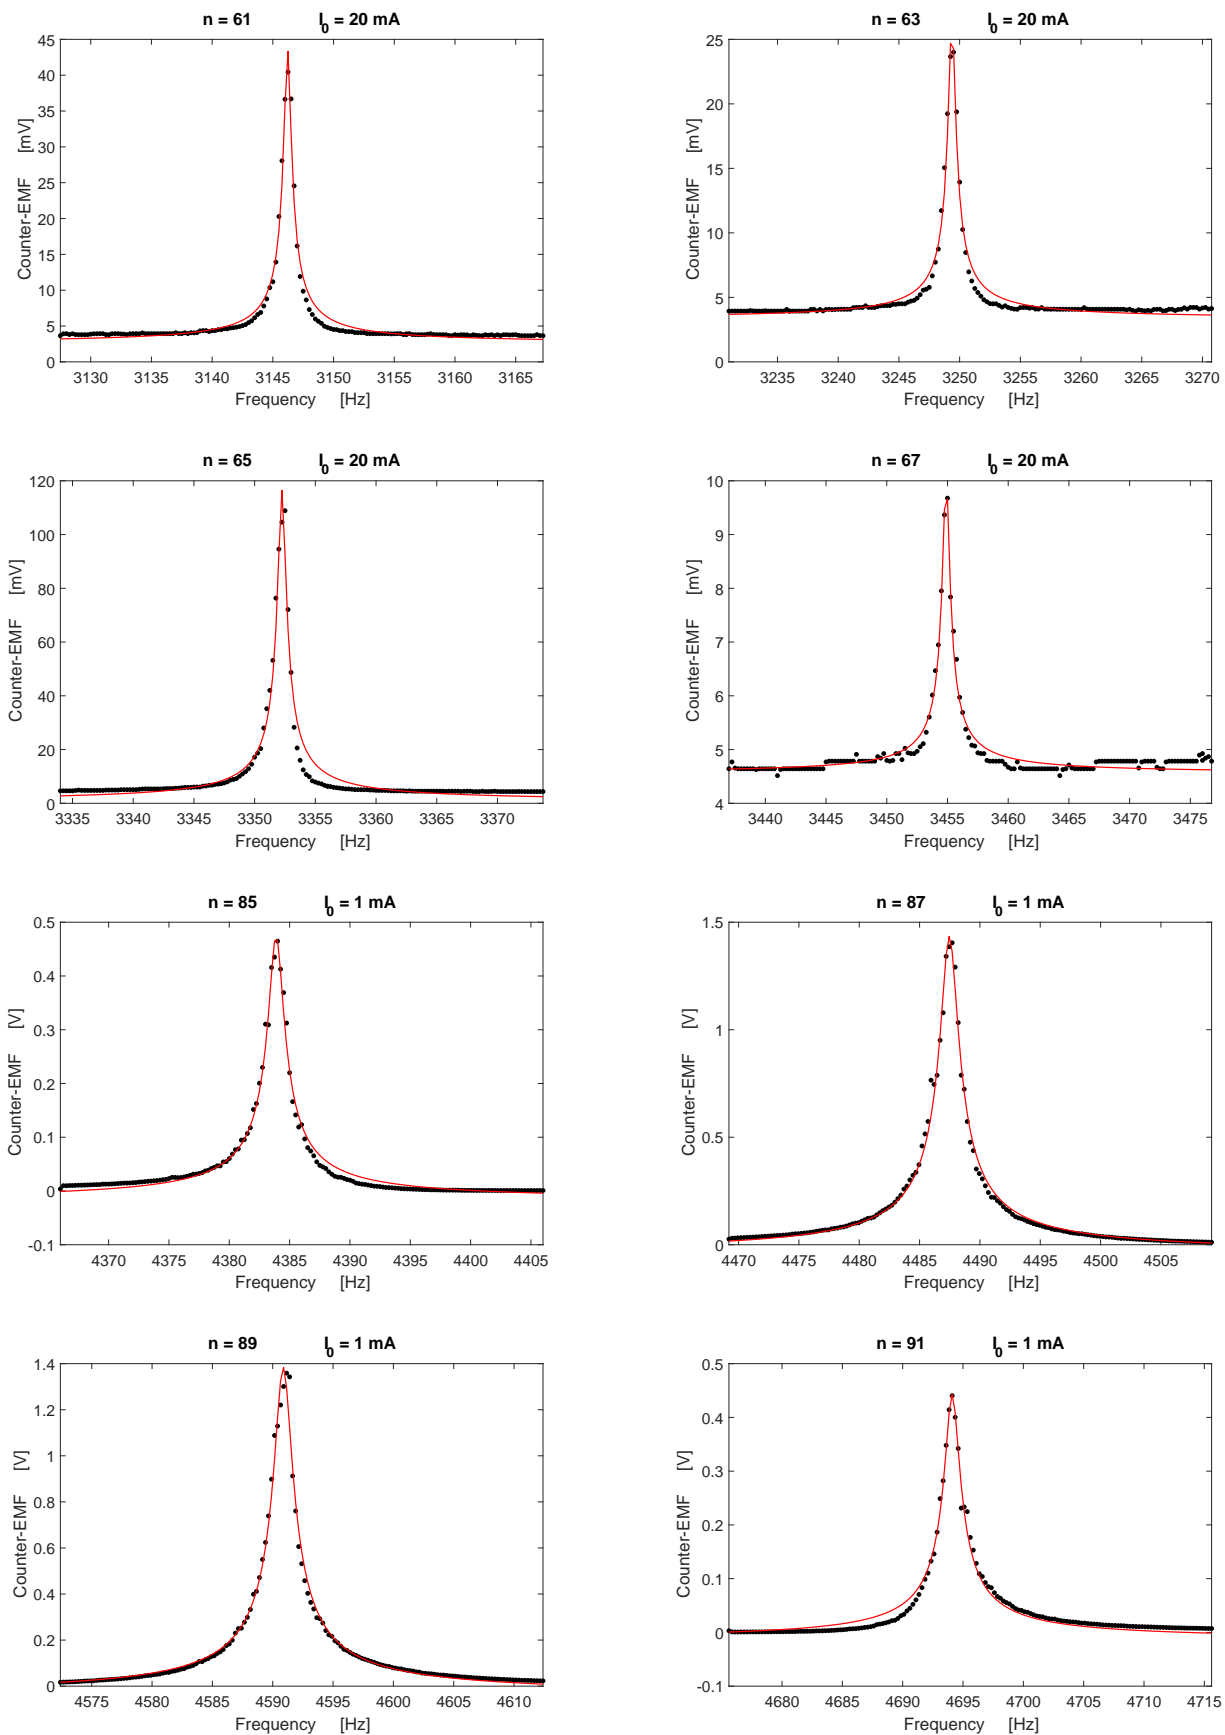 n = 61 I0 = 20 mA
45
40
35
30
25
20
15
10
5
0
Counter-EMF [mV]
3130 3135 3140 3145 3150 3155 3160 3165
Frequency [Hz]
n = 63 I0 = 20 mA
25
20
15
10
5
0
Counter-EMF [mV]
3235 3240 3245 3250 3255 3260 3265 3270
Frequency [Hz]
n = 65 I0 = 20 mA
120
100
80
60
40
20
0
Counter-EMF [mV]
3335 3340 3345 3350 3355 3360 3365 3370
Frequency [Hz]
n = 67 I0 = 20 mA
10
9
8
7
6
5
4
Counter-EMF [mV]
3440 3445 3450 3455 3460 3465 3470 3475
Frequency [Hz]
n = 85 I0 = 1 mA
0.5
0.4
0.3
0.2
0.1
0
-0.1
Counter-EMF [V]
4370 4375 4380 4385 4390 4395 4400 4405
Frequency [Hz]
n = 87 I0 = 1 mA
1.5
1
0.5
0
Counter-EMF [V]
4470 4475 4480 4485 4490 4495 4500 4505
Frequency [Hz]
n = 89 I0 = 1 mA
1.4
1.2
1
0.8
0.6
0.4
0.2
0
Counter-EMF [V]
4575 4580 4585 4590 4595 4600 4605 4610
Frequency [Hz]
n = 91 I0 = 1 mA
0.5
0.4
0.3
0.2
0.1
0
-0.1
Counter-EMF [V]
4680 4685 4690 4695 4700 4705 4710 4715
Frequency [Hz]